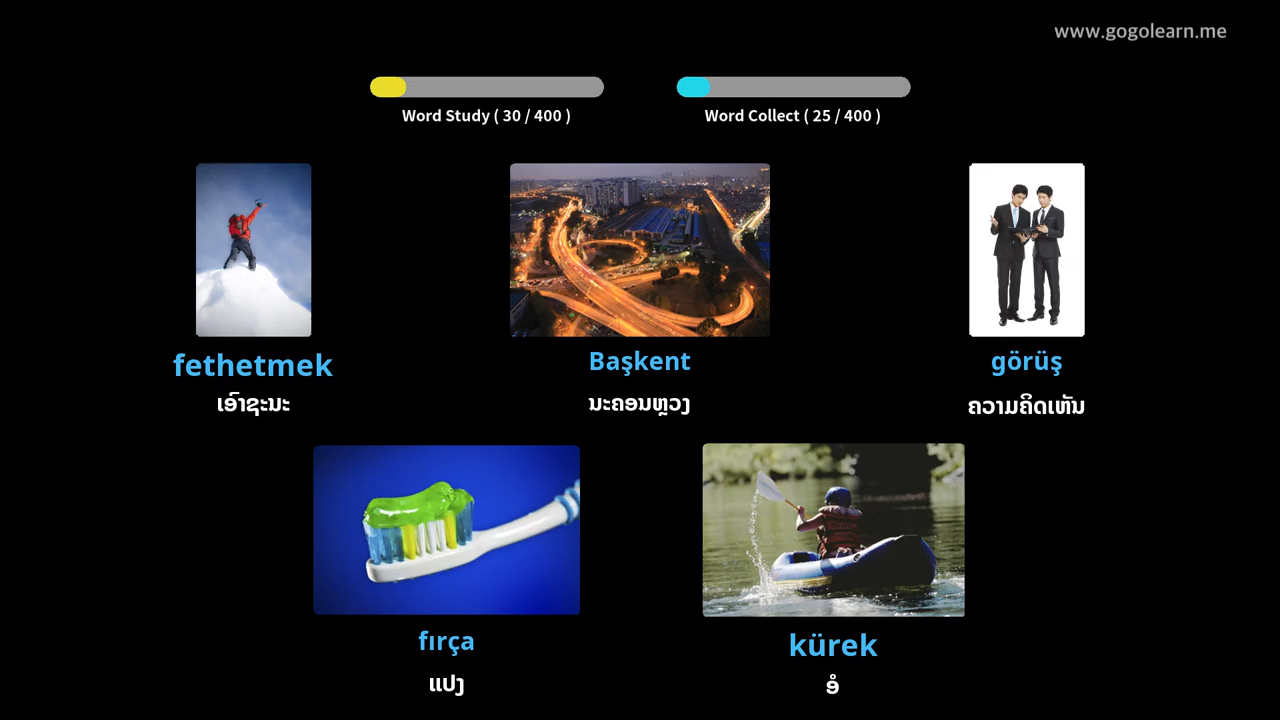 www.gogolearn.me
Word Study ( 30 / 400 )
Word Collect ( 25 / 400 )
fethetmek
ເອົາຊະນະ
Başkent
ນະຄອນຫຼວງ
görüş
ຄວາມຄິດເຫັນ
fırça
ແປງ
kürek
ອໍ